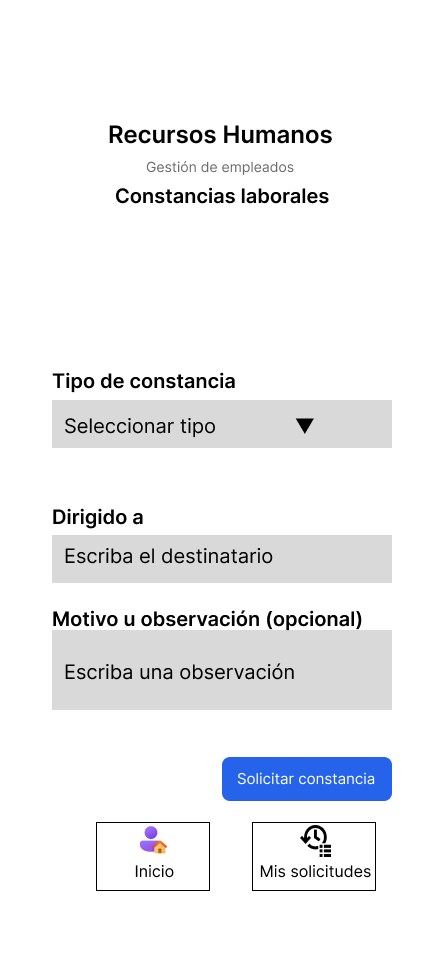 Recursos Humanos
Gestión de empleados
Constancias laborales
Tipo de constancia
Seleccionar tipo ▼
Dirigido a
Escriba el destinatario
Motivo u observación (opcional)
Escriba una observación
Solicitar constancia
Inicio
Mis solicitudes